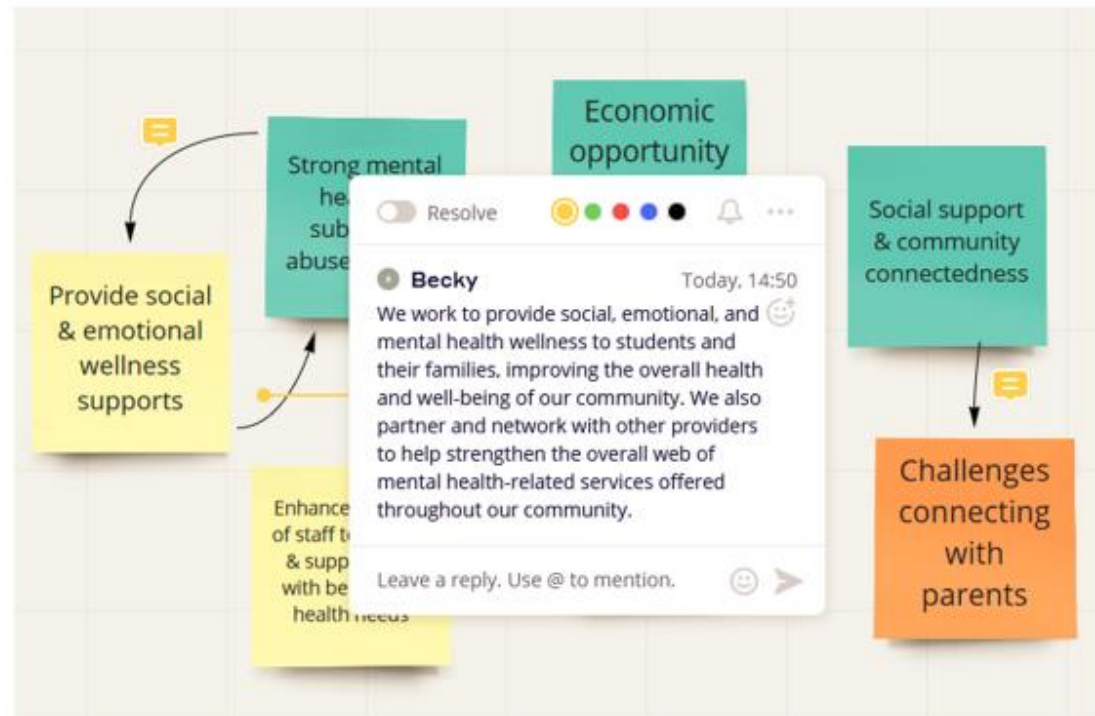 Economic
opportunity
Strong mental
he
sub
abuse
Social support
& community
connectedness
Provide social
& emotional
wellness
supports
Resolve
Becky
Today, 14:50
We work to provide social, emotional, and
mental health wellness to students and
their families, improving the overall health
and well-being of our community. We also
partner and network with other providers
to help strengthen the overall web of
mental health-related services offered
throughout our community.
Leave a reply. Use @ to mention.
Enhance
of staff t
& supp
with be
health needs
Challenges
connecting
with
parents